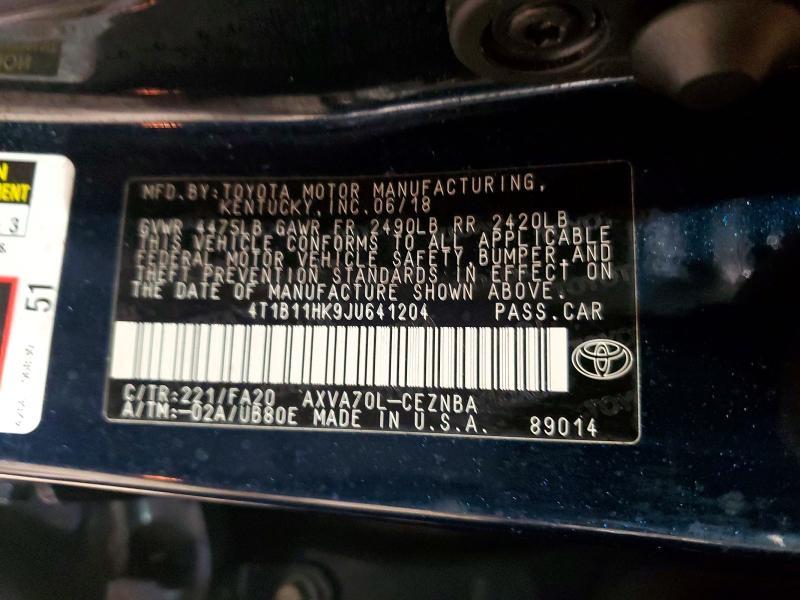 MFD.BY:TOYOTA MOTOR MANUFACTURING,
KENTUCKY,INC.06/18
GVWR 4475LB GAWR FR 2490LB RR 2420LB
THIS VEHICLE CONFORMS TO ALL APPLICABLE
FEDERAL MOTOR VEHICLE SAFETY,BUMPER,AND
THEFT PREVENTION STANDARDS IN EFFECT ON
THE DATE OF MANUFACTURE SHOWN ABOVE.
4T1B11HK9JU641204 PASS.CAR
C/TR:221/FA20 AXVA70L-CEZNBA
A/TM:-02A/UB80E MADE IN U.S.A. 89014
3
51